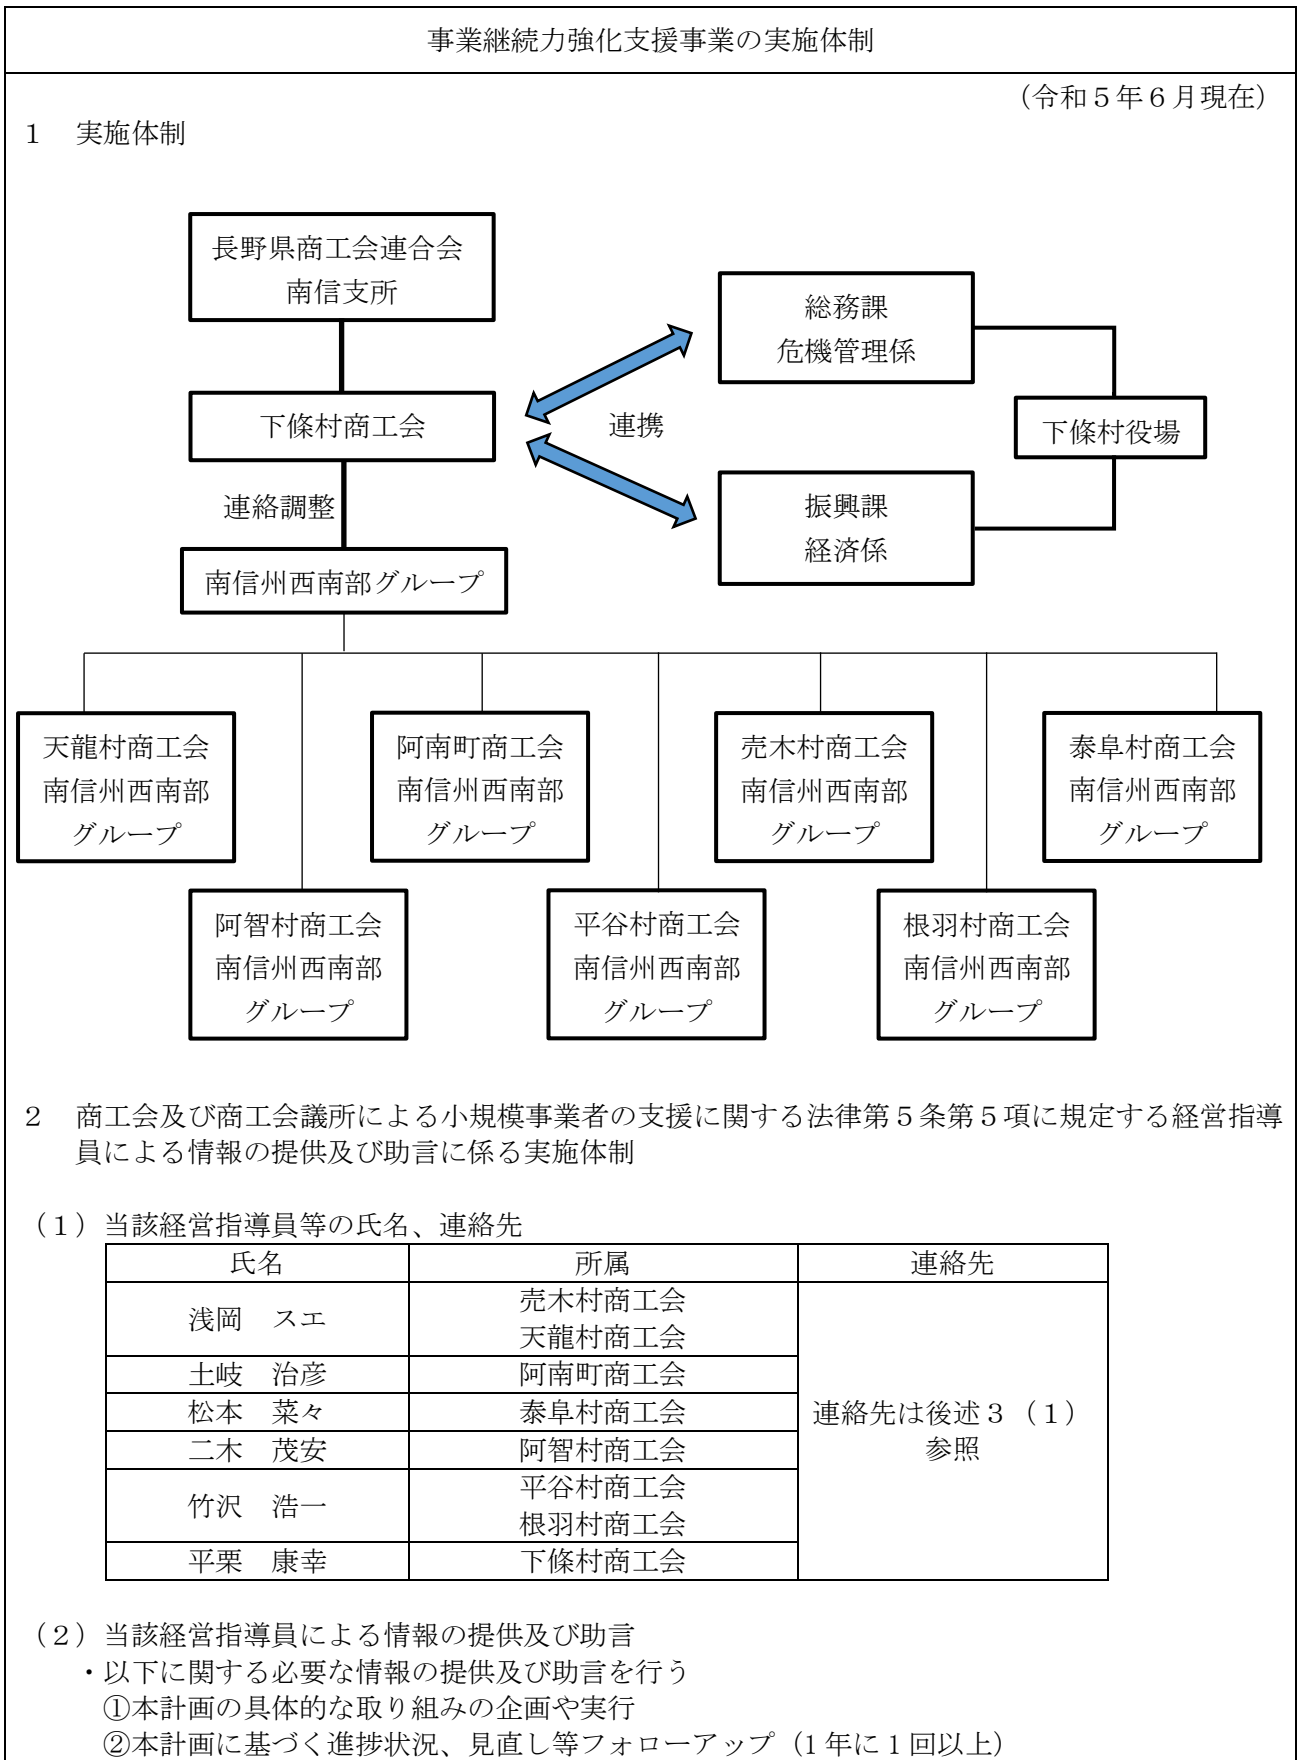 事業継続力強化支援事業の実施体制
（令和５年６月現在）
１　実施体制
長野県商工会連合会
南信支所
総務課
危機管理係
下條村商工会
連携
下條村役場
連絡調整
振興課
経済係
南信州西南部グループ
天龍村商工会
南信州西南部
グループ
阿南町商工会
南信州西南部
グループ
売木村商工会
南信州西南部
グループ
泰阜村商工会
南信州西南部
グループ
阿智村商工会
南信州西南部
グループ
平谷村商工会
南信州西南部
グループ
根羽村商工会
南信州西南部
グループ
２　商工会及び商工会議所による小規模事業者の支援に関する法律第５条第５項に規定する経営指導
員による情報の提供及び助言に係る実施体制
（１）当該経営指導員等の氏名、連絡先
氏名　所属　連絡先
浅岡　スエ　売木村商工会
天龍村商工会
土岐　治彦　阿南町商工会
松本　菜々　泰阜村商工会
二木　茂安　阿智村商工会
竹沢　浩一　平谷村商工会
根羽村商工会
平栗　康幸　下條村商工会
連絡先は後述３（１）
参照
（２）当該経営指導員による情報の提供及び助言
・以下に関する必要な情報の提供及び助言を行う
①本計画の具体的な取り組みの企画や実行
②本計画に基づく進捗状況、見直し等フォローアップ（1年に1回以上）